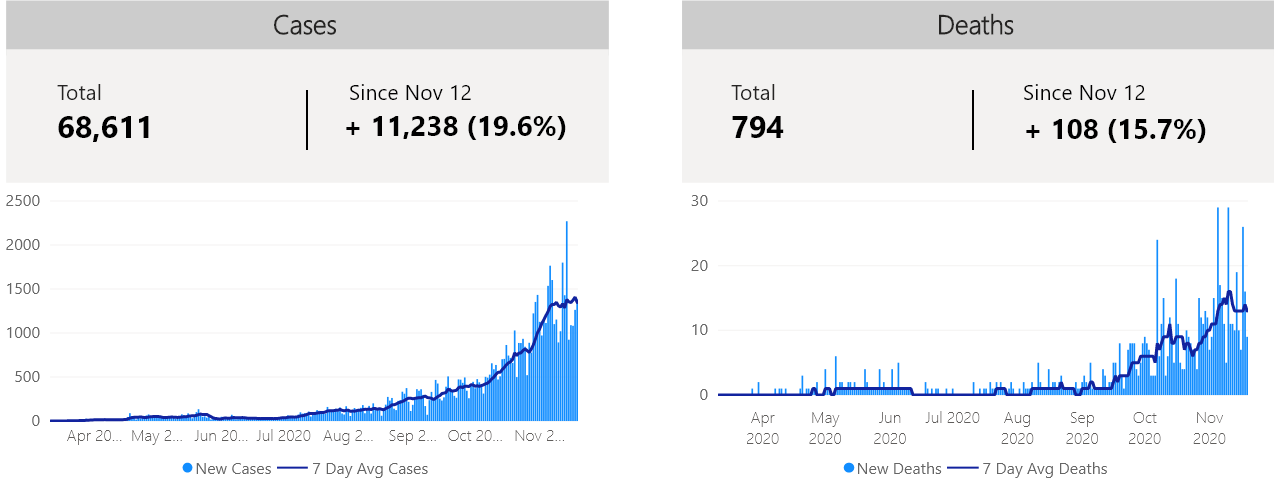 Cases
Total
68,611
Since Nov 12
+ 11,238 (19.6%)
2500
2000
1500
1000
500
0
Apr 20... May 2... Jun 20... Jul 2020 Aug 2... Sep 2... Oct 20... Nov 2...
New Cases 7 Day Avg Cases
Deaths
Total
794
Since Nov 12
+ 108 (15.7%)
30
20
10
0
Apr May Jun Jul 2020 Aug Sep Oct Nov
2020 2020 2020 2020 2020 2020 2020
New Deaths 7 Day Avg Deaths